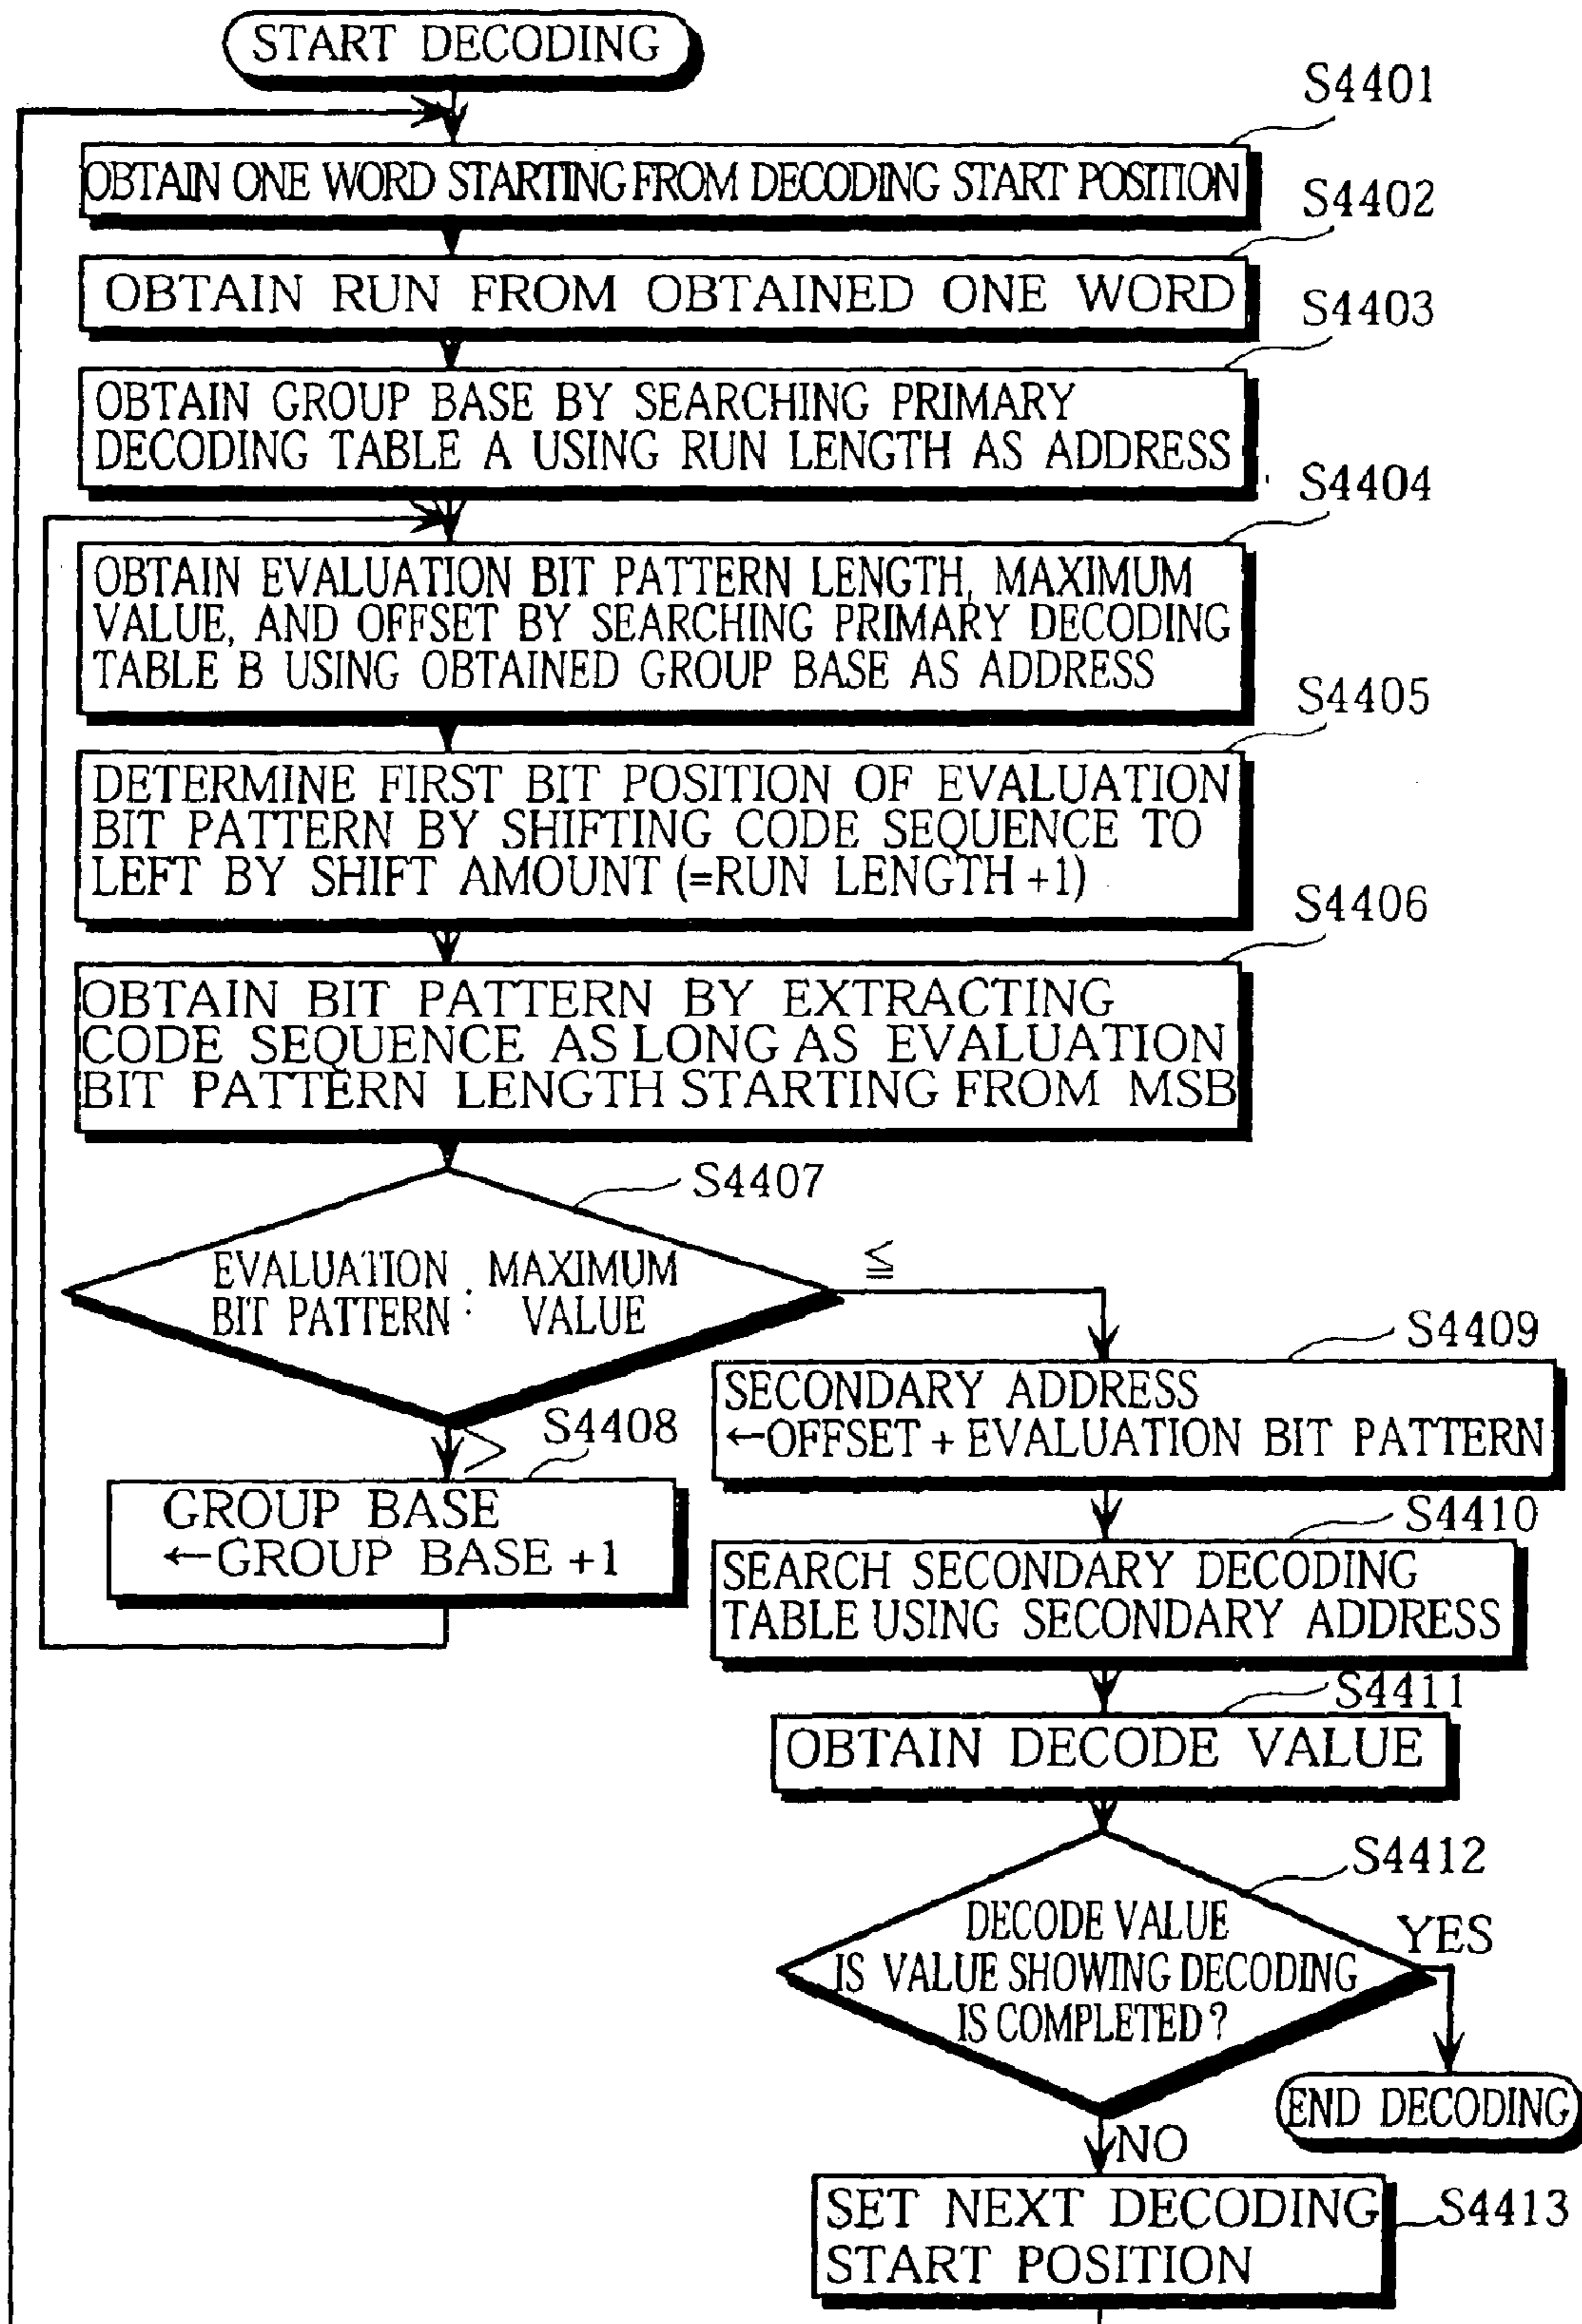 START DECODING
S4401
OBTAIN ONE WORD STARTING FROM DECODING START POSITION
S4402
OBTAIN RUN FROM OBTAINED ONE WORD
S4403
OBTAIN GROUP BASE BY SEARCHING PRIMARY
DECODING TABLE A USING RUN LENGTH AS ADDRESS
S4404
OBTAIN EVALUATION BIT PATTERN LENGTH, MAXIMUM
VALUE, AND OFFSET BY SEARCHING PRIMARY DECODING
TABLE B USING OBTAINED GROUP BASE AS ADDRESS
S4405
DETERMINE FIRST BIT POSITION OF EVALUATION
BIT PATTERN BY SHIFTING CODE SEQUENCE TO
LEFT BY SHIFT AMOUNT (=RUN LENGTH +1)
S4406
OBTAIN BIT PATTERN BY EXTRACTING
CODE SEQUENCE AS LONG AS EVALUATION
BIT PATTERN LENGTH STARTING FROM MSB
S4407
EVALUATION : MAXIMUM
BIT PATTERN : VALUE
≦
>
S4408
GROUP BASE
←GROUP BASE +1
S4409
SECONDARY ADDRESS
←OFFSET + EVALUATION BIT PATTERN
S4410
SEARCH SECONDARY DECODING
TABLE USING SECONDARY ADDRESS
S4411
OBTAIN DECODE VALUE
S4412
DECODE VALUE
IS VALUE SHOWING DECODING
IS COMPLETED?
YES
END DECODING
NO
SET NEXT DECODING
START POSITION
S4413